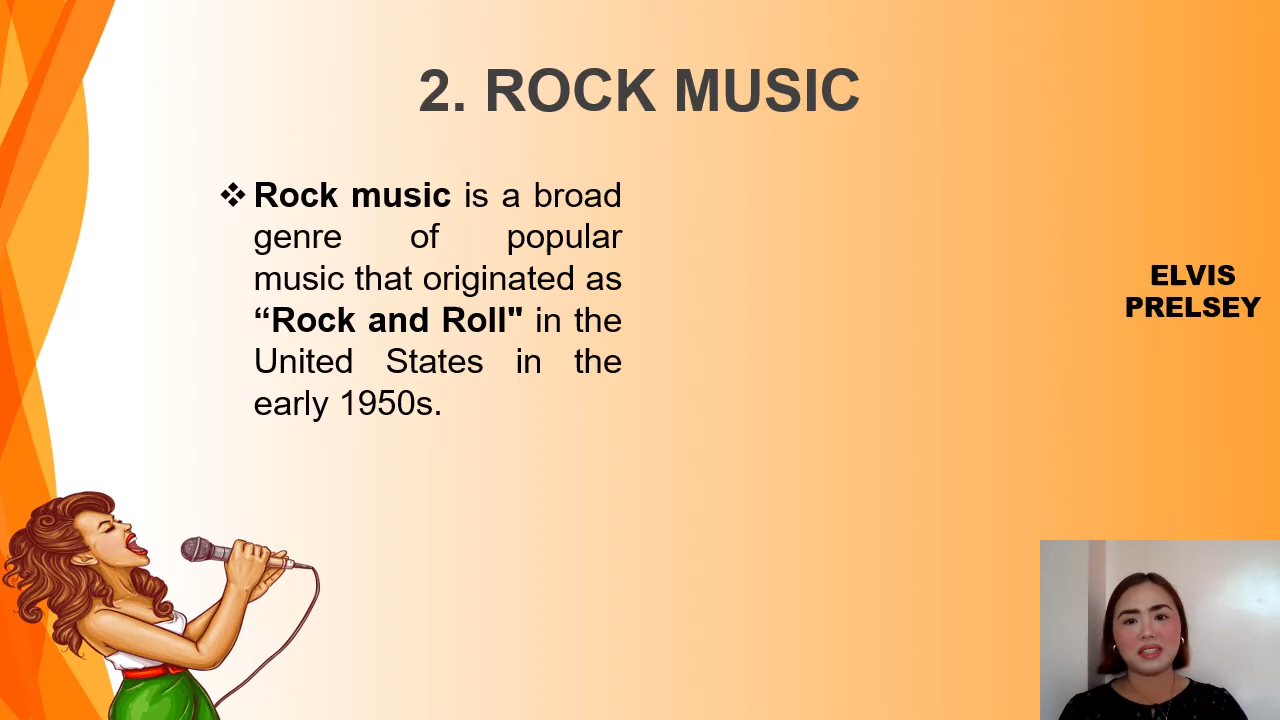 2. ROCK MUSIC
❖ Rock music is a broad
genre of popular
music that originated as
“Rock and Roll" in the
United States in the
early 1950s.
ELVIS
PRELSEY